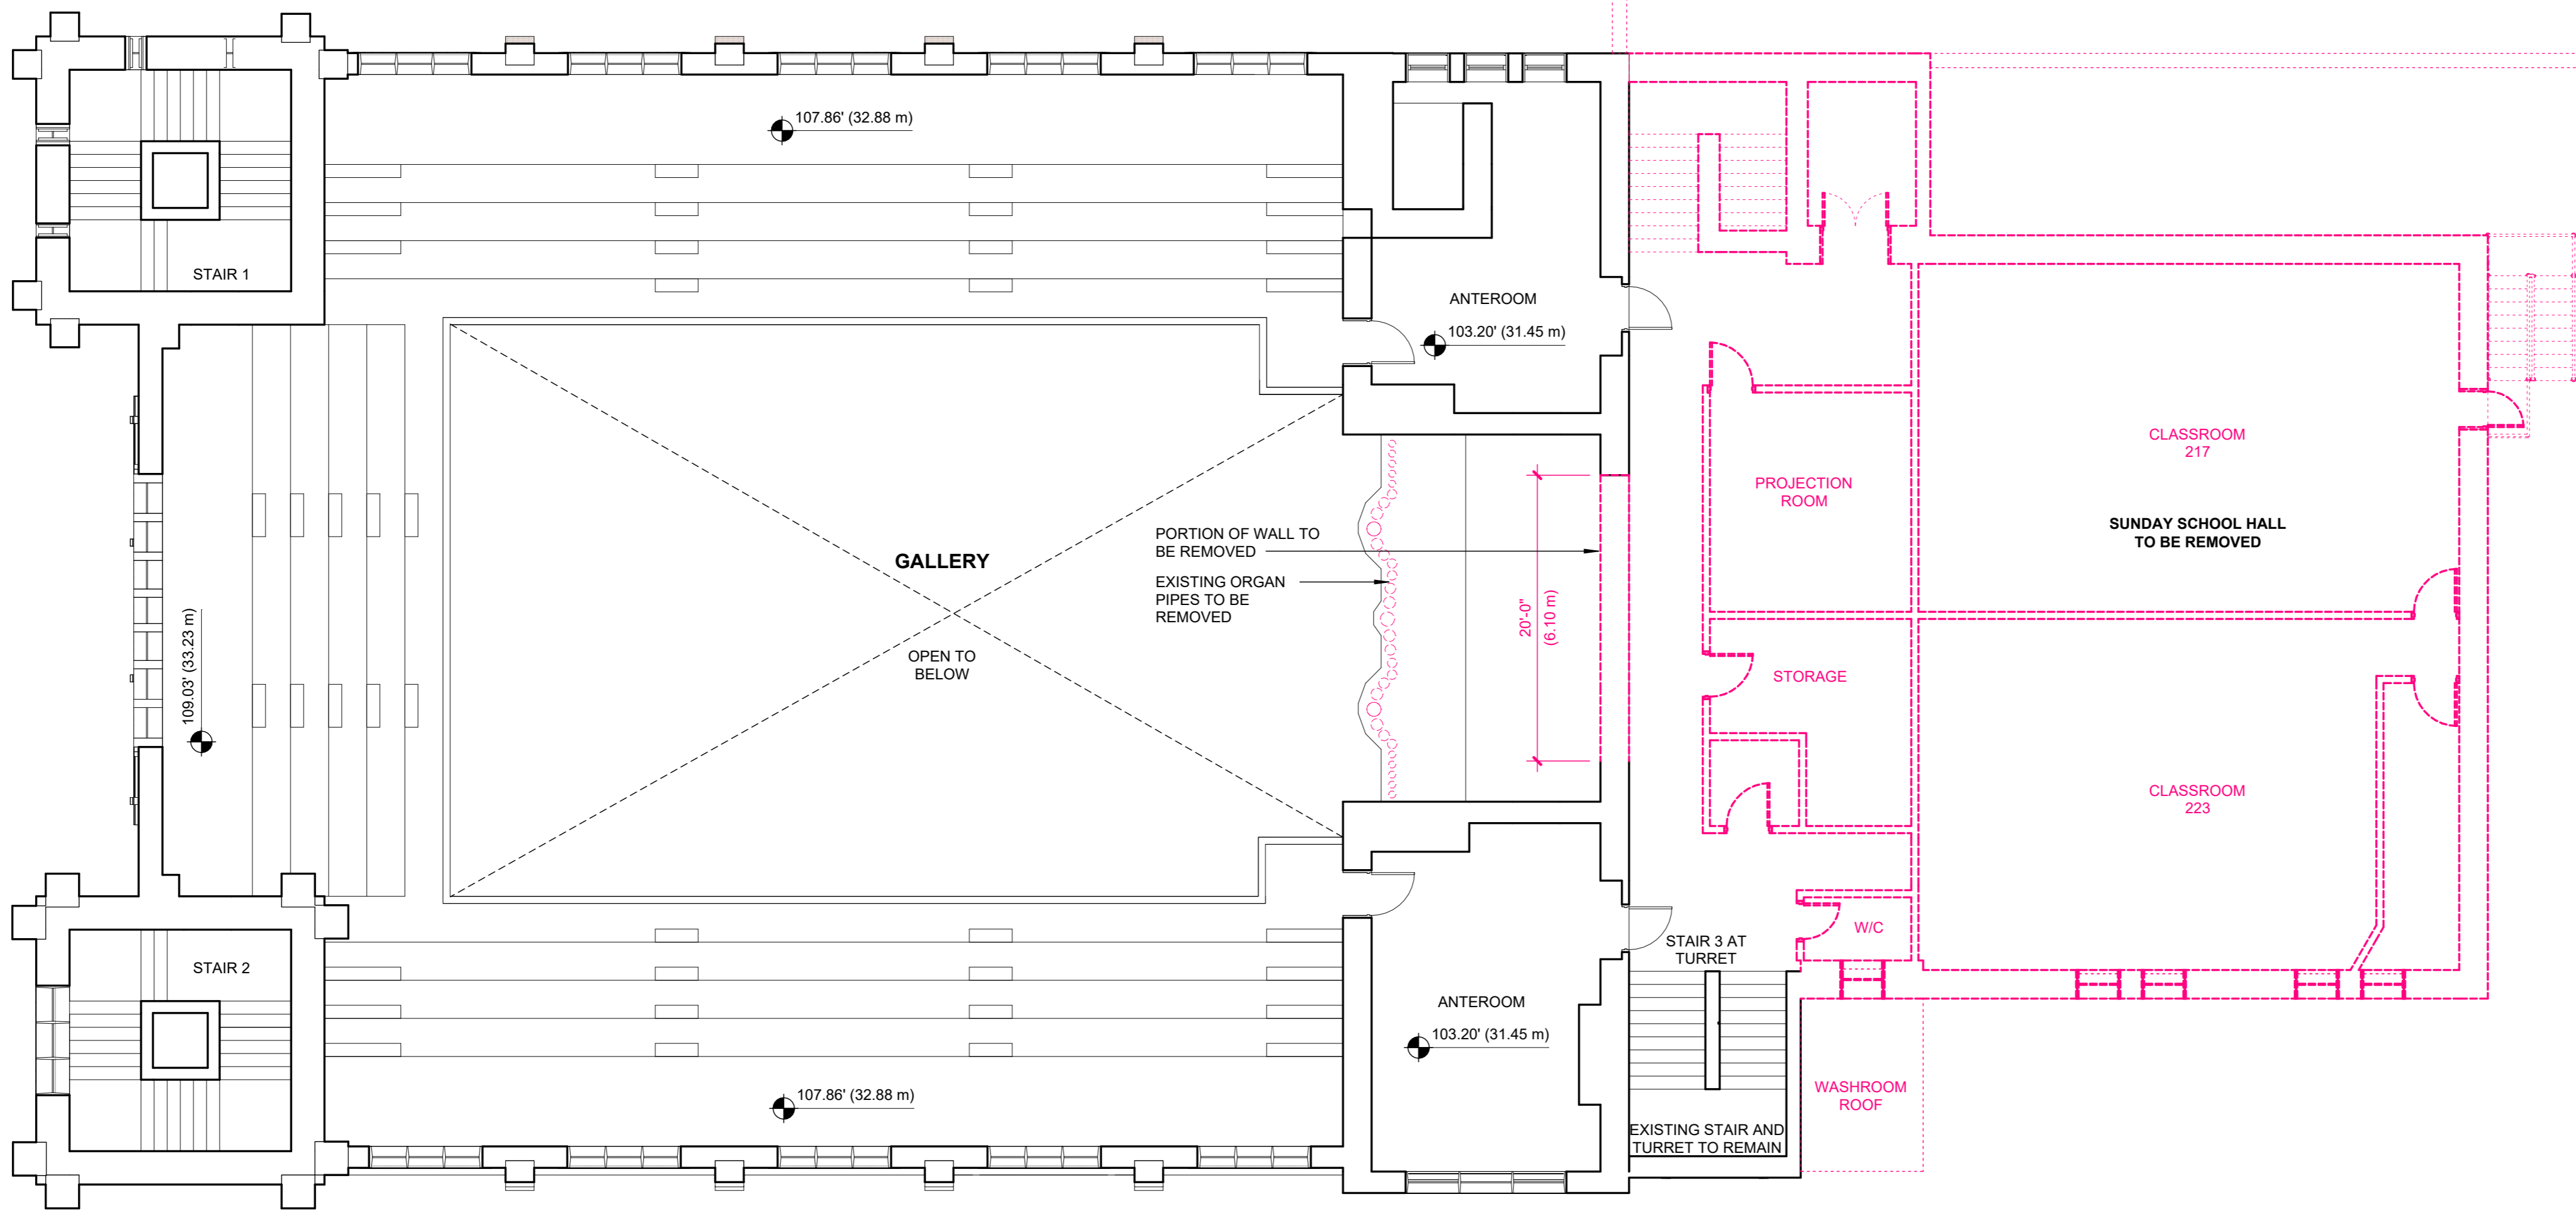 107.86' (32.88 m)
STAIR 1
ANTEROOM
103.20' (31.45 m)
CLASSROOM
217
PROJECTION
ROOM
SUNDAY SCHOOL HALL
TO BE REMOVED
PORTION OF WALL TO
BE REMOVED
GALLERY
EXISTING ORGAN
PIPES TO BE
REMOVED
20'-0"
(6.10 m)
109.03' (33.23 m)
OPEN TO
BELOW
STORAGE
CLASSROOM
223
W/C
STAIR 3 AT
TURRET
STAIR 2
ANTEROOM
103.20' (31.45 m)
107.86' (32.88 m)
WASHROOM
ROOF
EXISTING STAIR AND
TURRET TO REMAIN